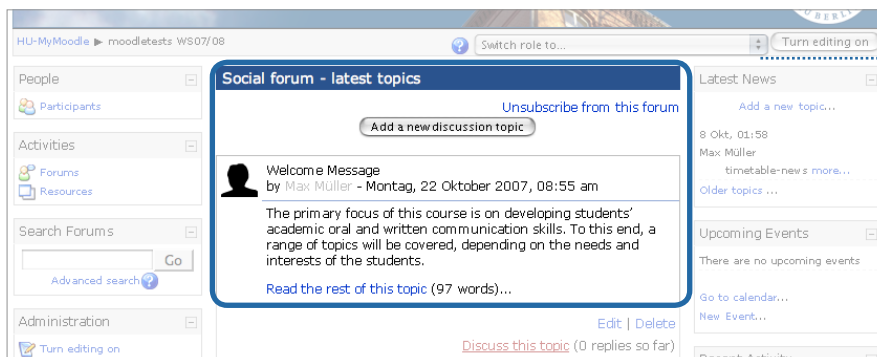 BERLI
HU-MyMoodle ► moodletests WS07/08
Switch role to...
Turn editing on
People
Participants
Activities
Forums
Resources
Search Forums
Go
Advanced search
Administration
Turn editing on
Social forum - latest topics
Unsubscribe from this forum
Add a new discussion topic
Welcome Message
by Max Müller - Montag, 22 Oktober 2007, 08:55 am
The primary focus of this course is on developing students'
academic oral and written communication skills. To this end, a
range of topics will be covered, depending on the needs and
interests of the students.
Read the rest of this topic (97 words)...
Edit | Delete
Discuss this topic (0 replies so far)
Latest News
Add a new topic...
8 Okt, 01:58
Max Müller
timetable-news more...
Older topics ...
Upcoming Events
There are no upcoming events
Go to calendar...
New Event...
Recent Activity